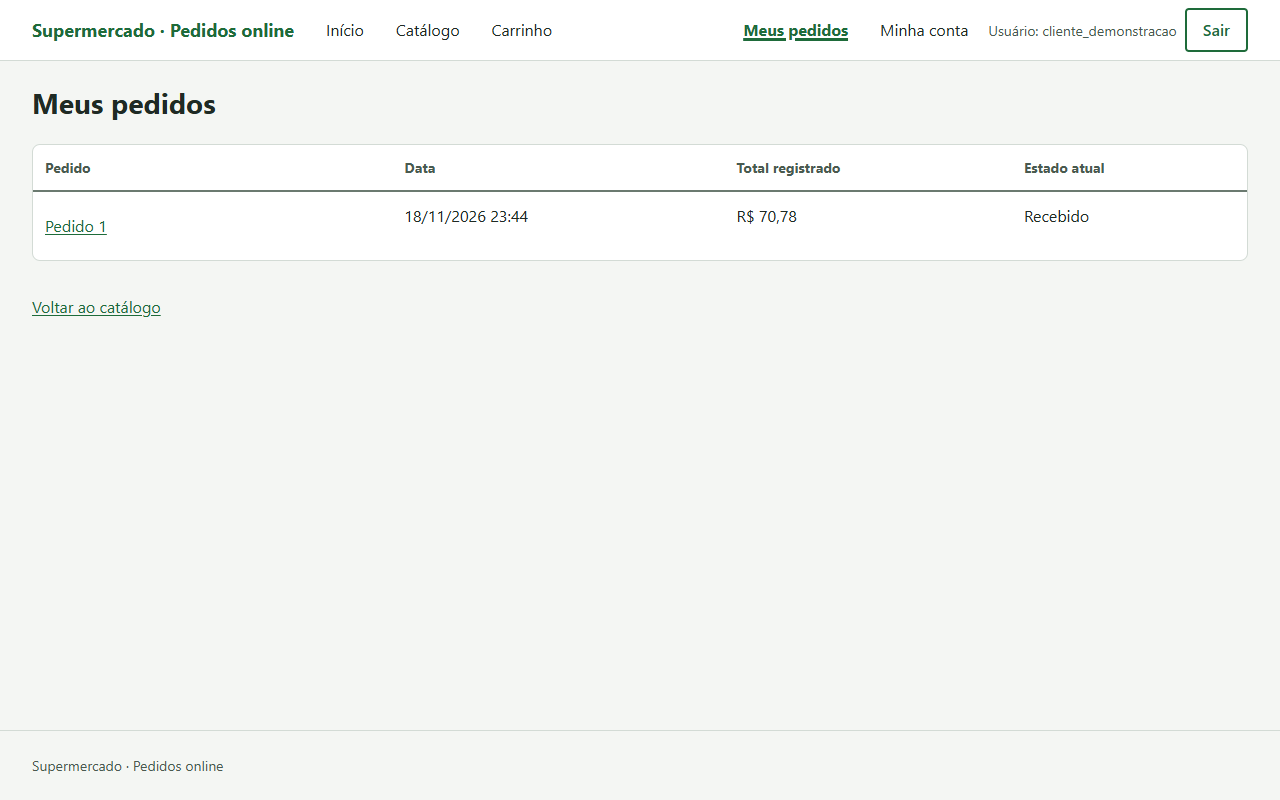 Supermercado · Pedidos online Início Catálogo Carrinho Meus pedidos Minha conta Usuário: cliente_demonstracao Sair
Meus pedidos
Pedido Data Total registrado Estado atual
Pedido 1 18/11/2026 23:44 R$ 70,78 Recebido
Voltar ao catálogo
Supermercado · Pedidos online